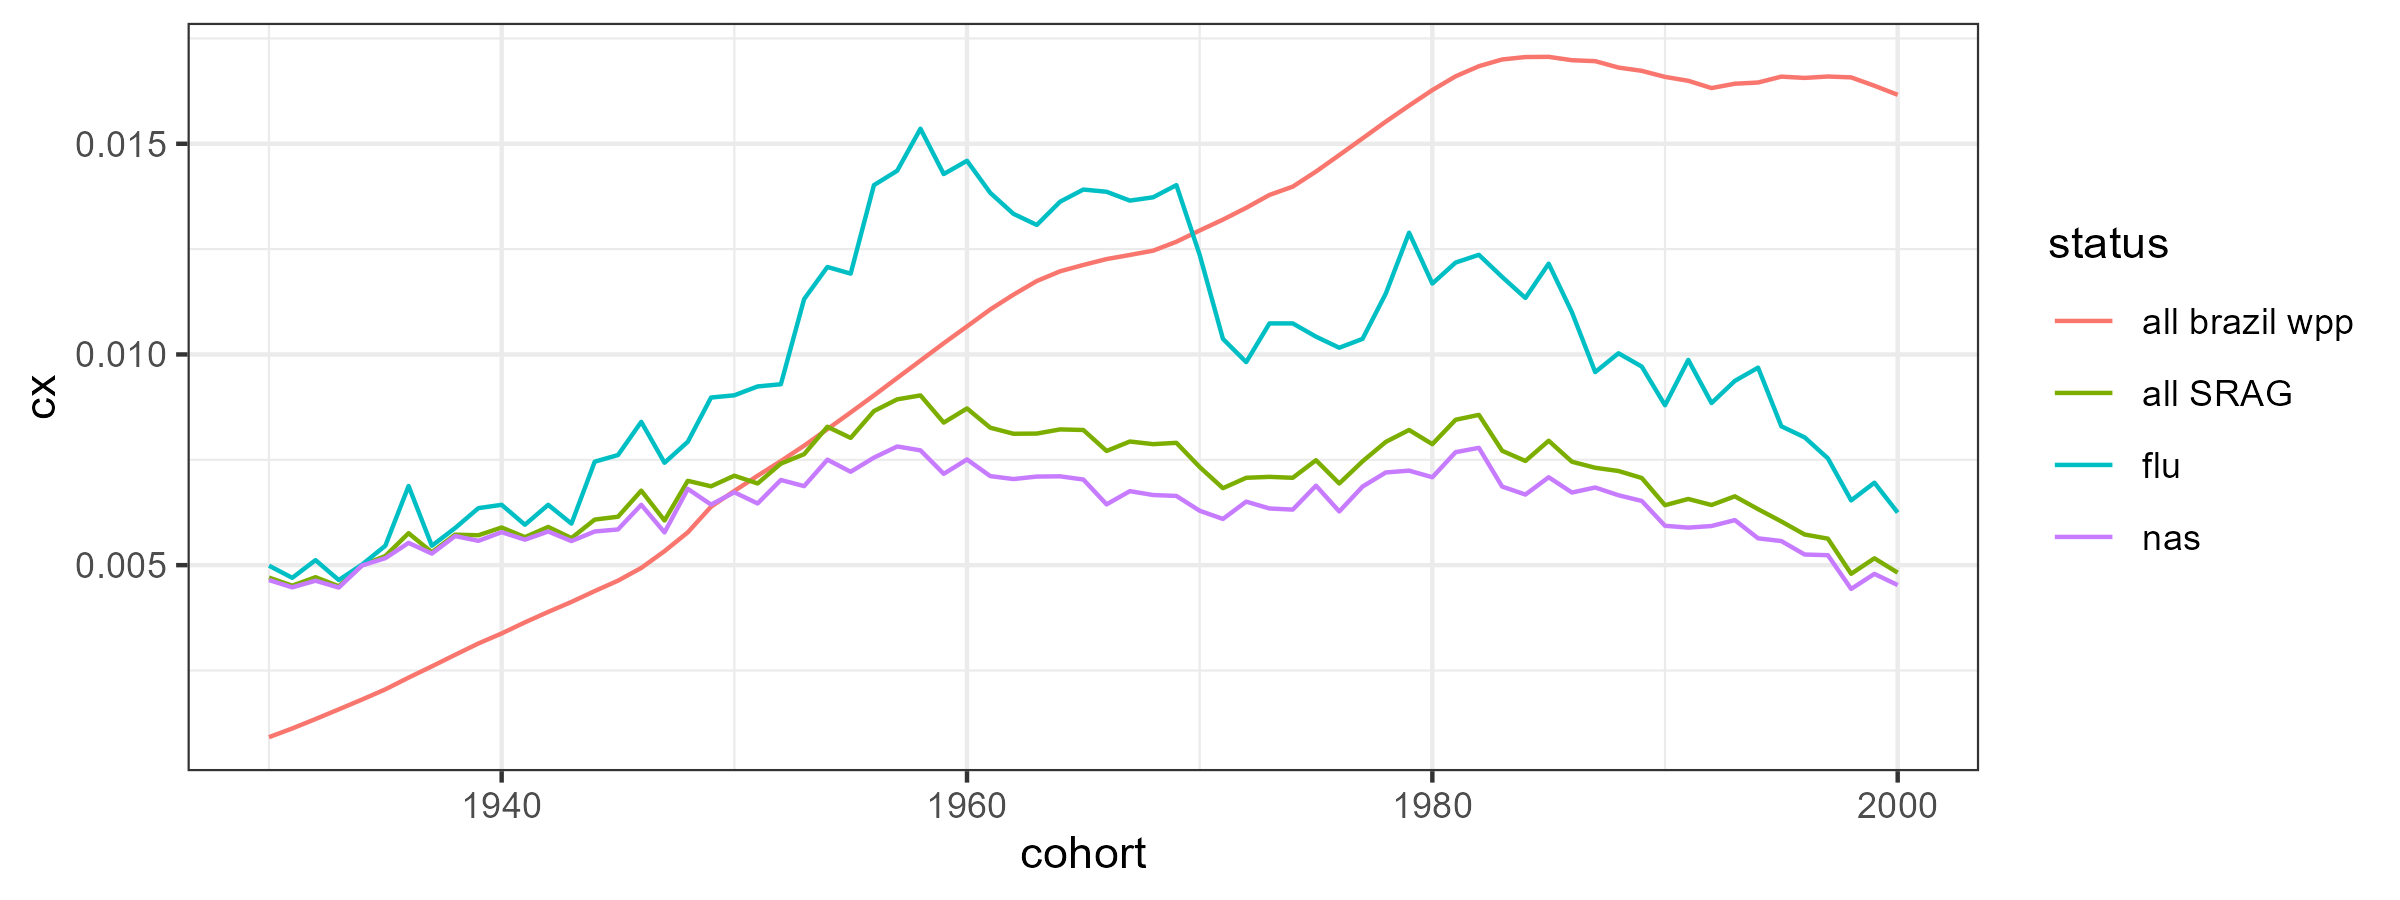 0.015
0.010
0.005
cx
1940 1960 1980 2000
cohort
status
all brazil wpp
all SRAG
flu
nas